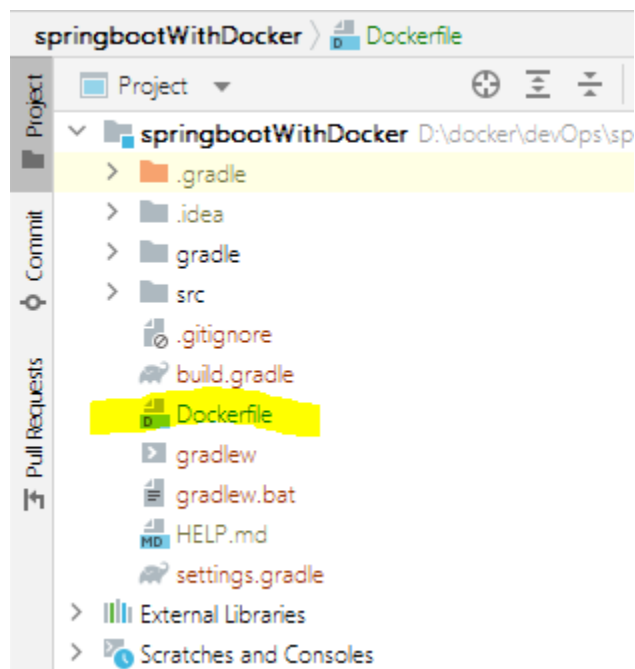 springbootWithDocker Dockerfile
Project
Project
Commit
Pull Requests
springbootWithDocker D:\docker\devOps\sp
.gradle
.idea
gradle
src
.gitignore
build.gradle
D Dockerfile
gradlew
gradlew.bat
MD HELP.md
settings.gradle
External Libraries
Scratches and Consoles